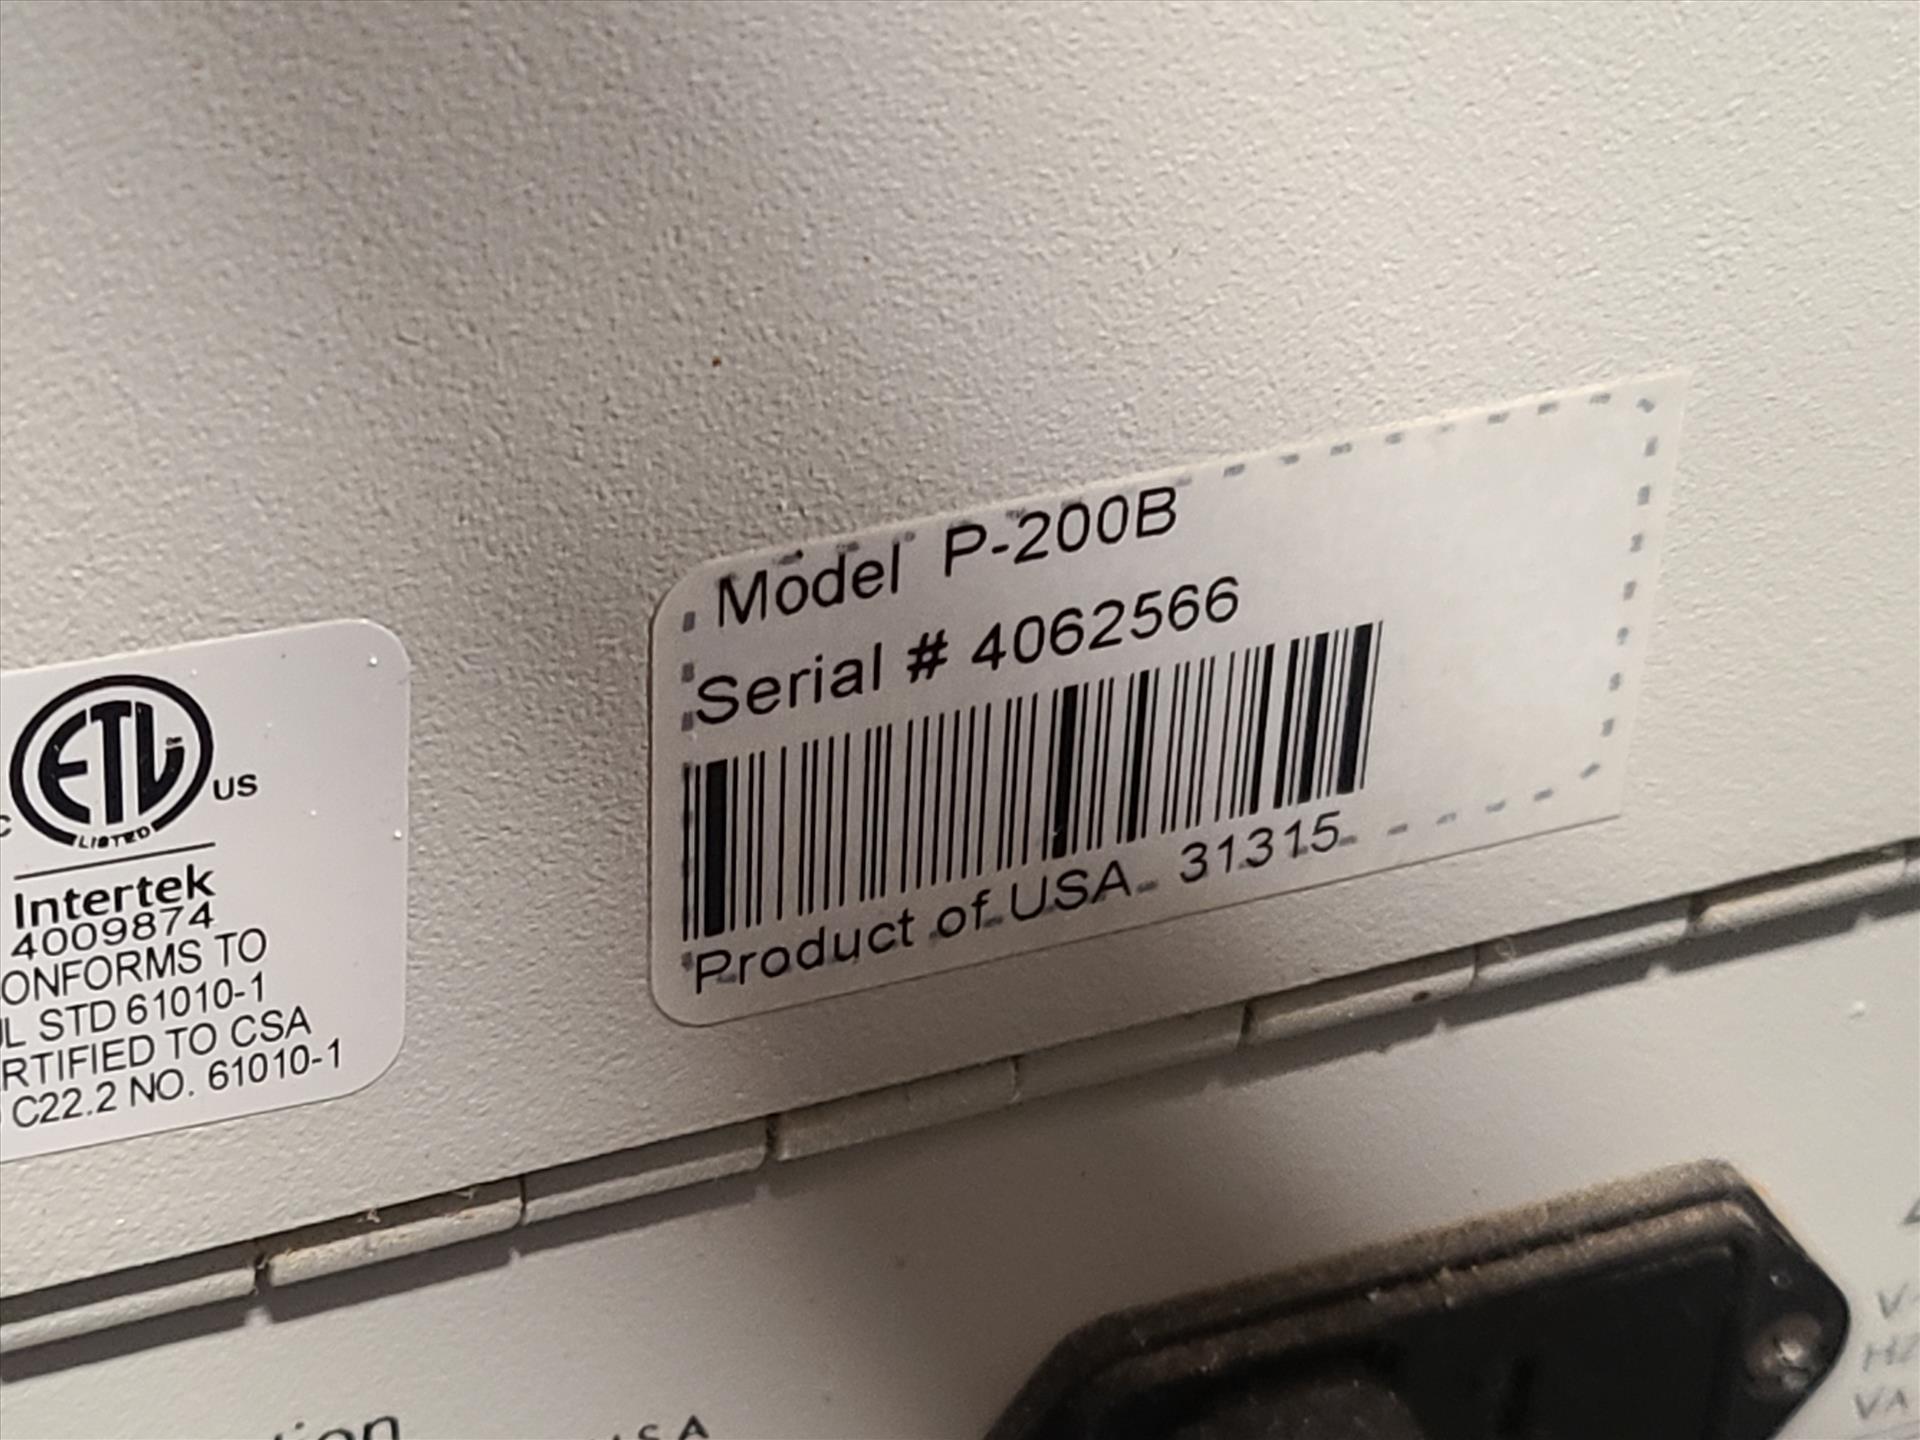 Model P-200B
Serial # 4062566
Product of USA 31315
ETL
LISTED
US
Intertek
4009874
ONFORMS TO
STD 61010-1
RTIFIED TO CSA
C22.2 NO. 61010-1
VA